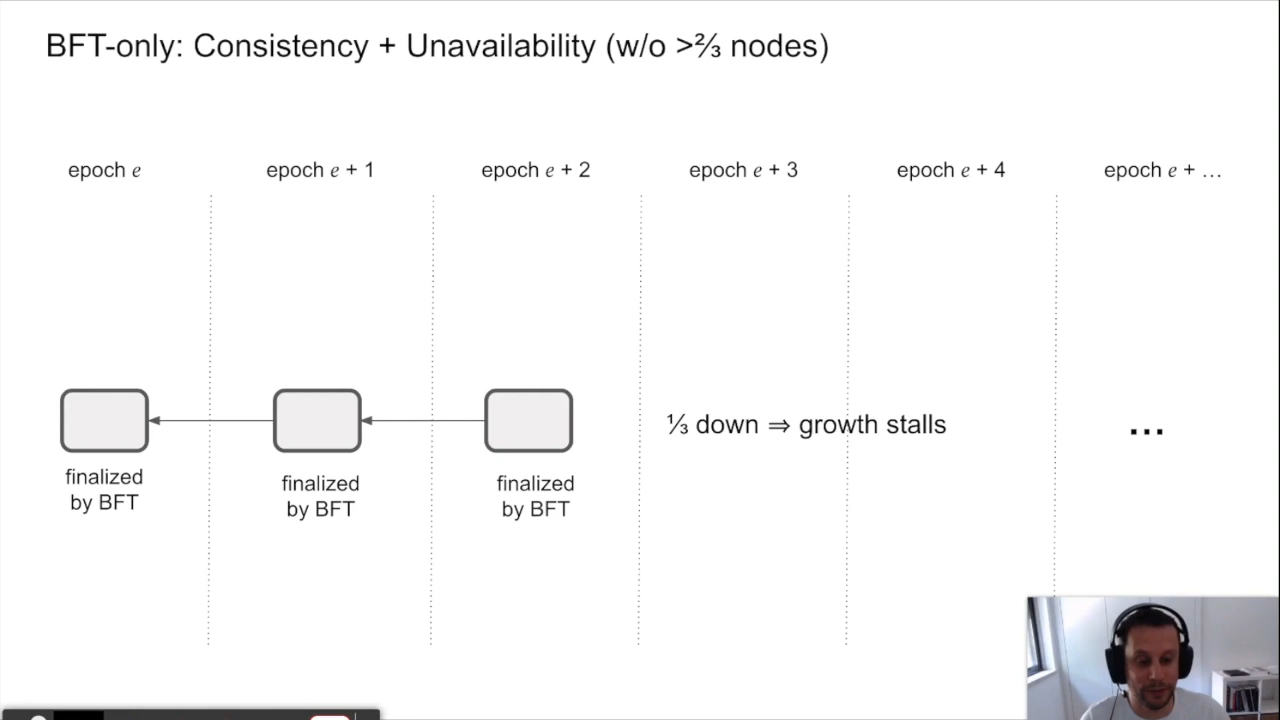 BFT-only: Consistency + Unavailability (w/o >⅔ nodes)
epoch e
epoch e + 1
epoch e + 2
epoch e + 3
epoch e + 4
epoch e + …
⅓ down ⇒ growth stalls
...
finalized
by BFT
finalized
by BFT
finalized
by BFT